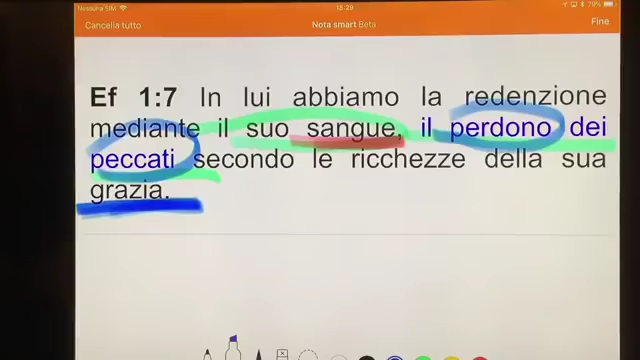 Nessuna SIM 18:29 79%
Cancella tutto Nota smart Beta Fine
Ef 1:7 In lui abbiamo la redenzione
mediante il suo sangue, il perdono dei
peccati secondo le ricchezze della sua
grazia.